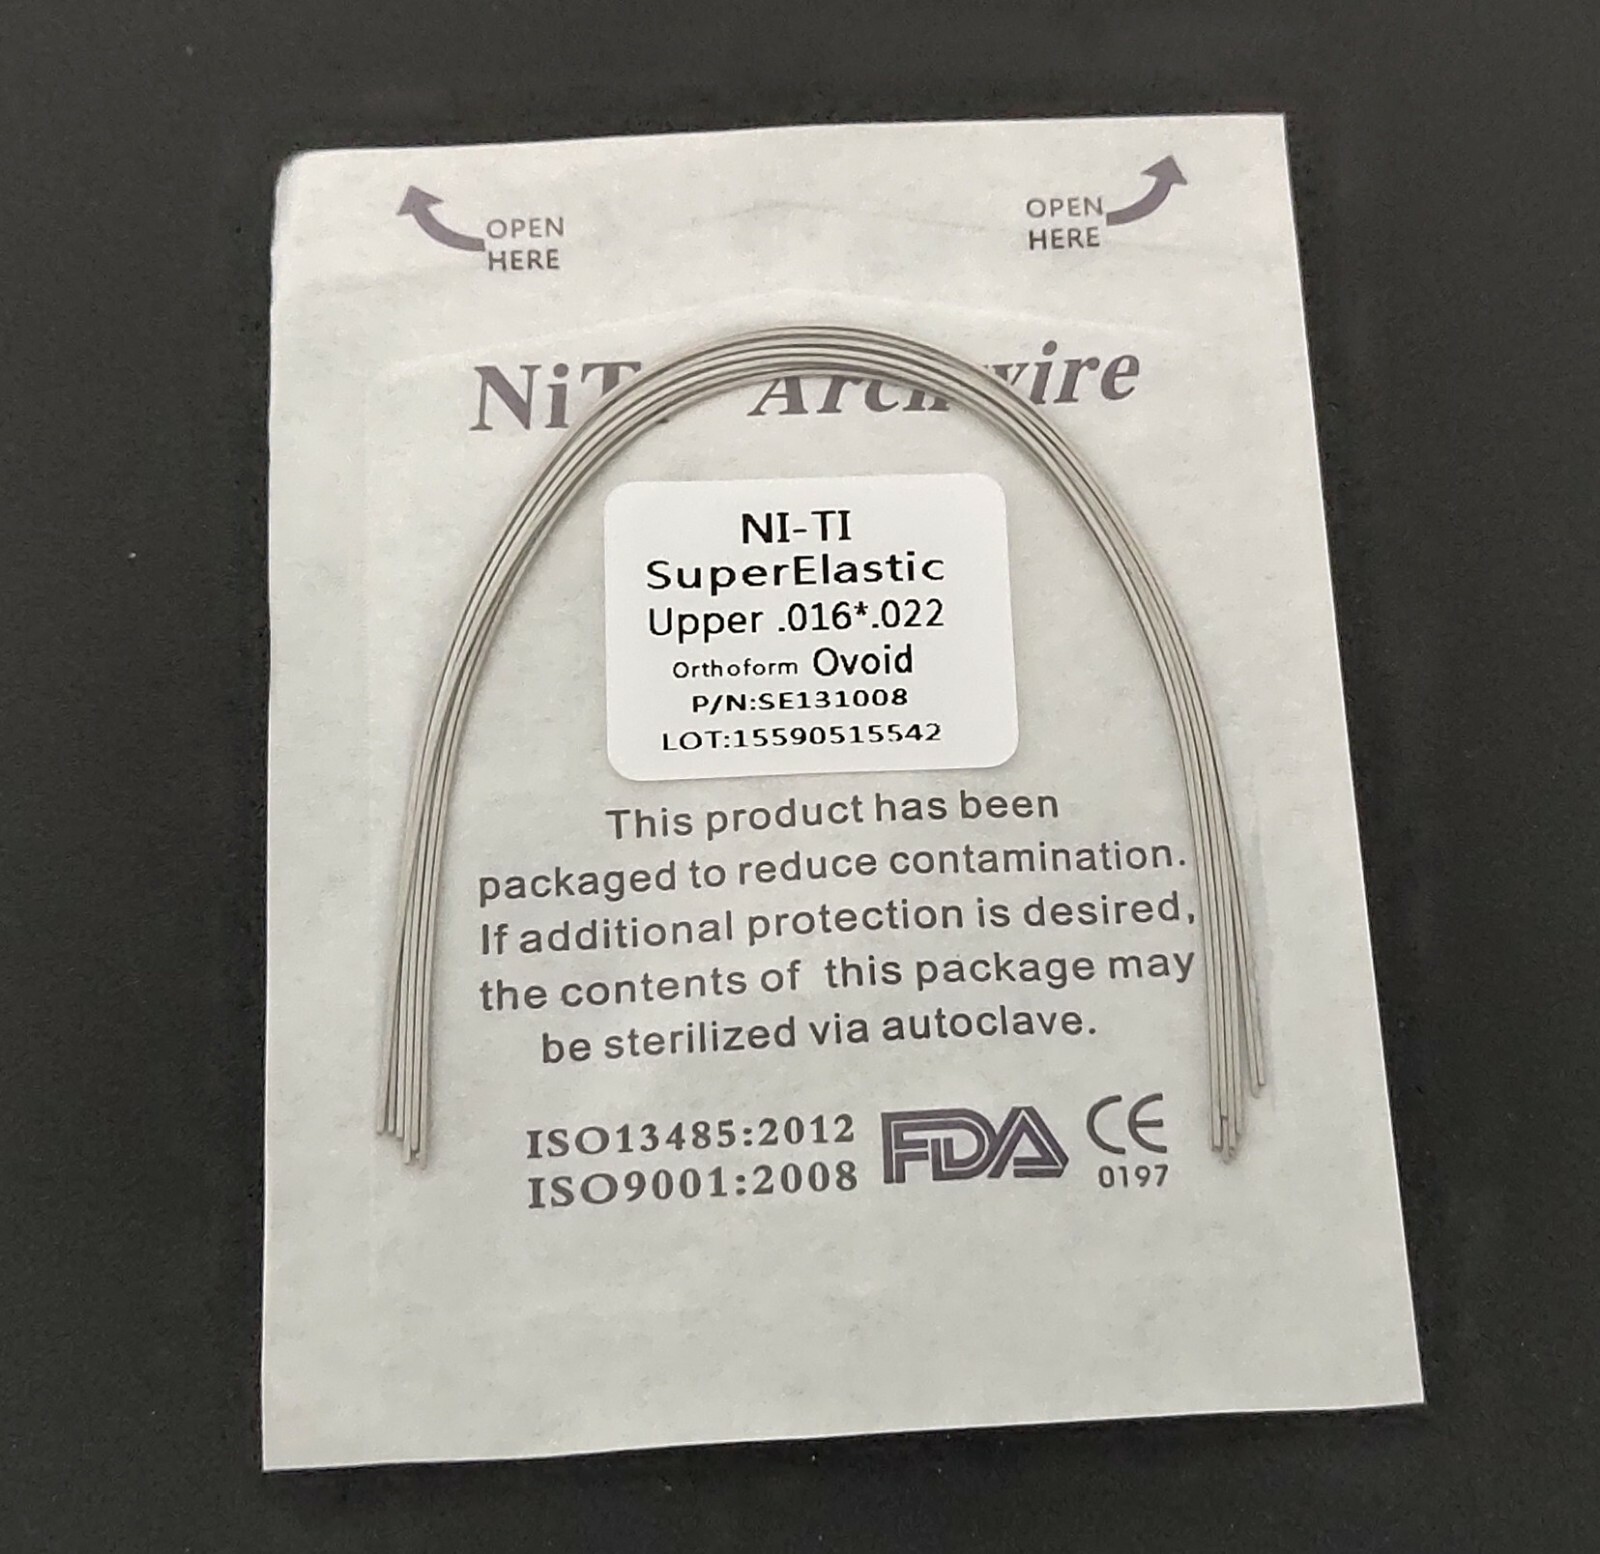 OPEN
HERE
OPEN
HERE
NiT Archwire
NI-TI
SuperElastic
Upper .016*.022
Orthoform Ovoid
P/N:SE131008
LOT:15590515542
This product has been
packaged to reduce contamination.
If additional protection is desired,
the contents of this package may
be sterilized via autoclave.
ISO13485:2012
ISO9001:2008
FDA
CE
0197